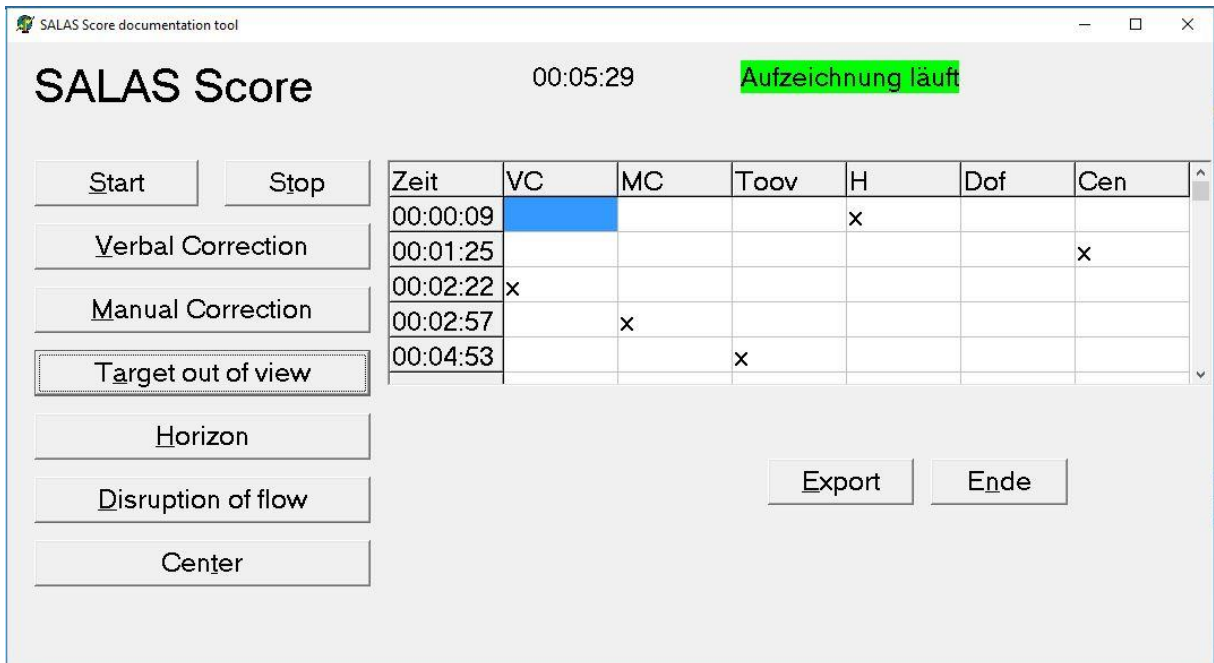 SALAS Score documentation tool
SALAS Score 00:05:29 Aufzeichnung läuft
Start Stop
Verbal Correction
Manual Correction
Target out of view
Horizon
Disruption of flow
Center
Zeit VC MC Toov H Dof Cen
00:00:09 x
00:01:25 x
00:02:22 x
00:02:57 x
00:04:53 x
Export Ende